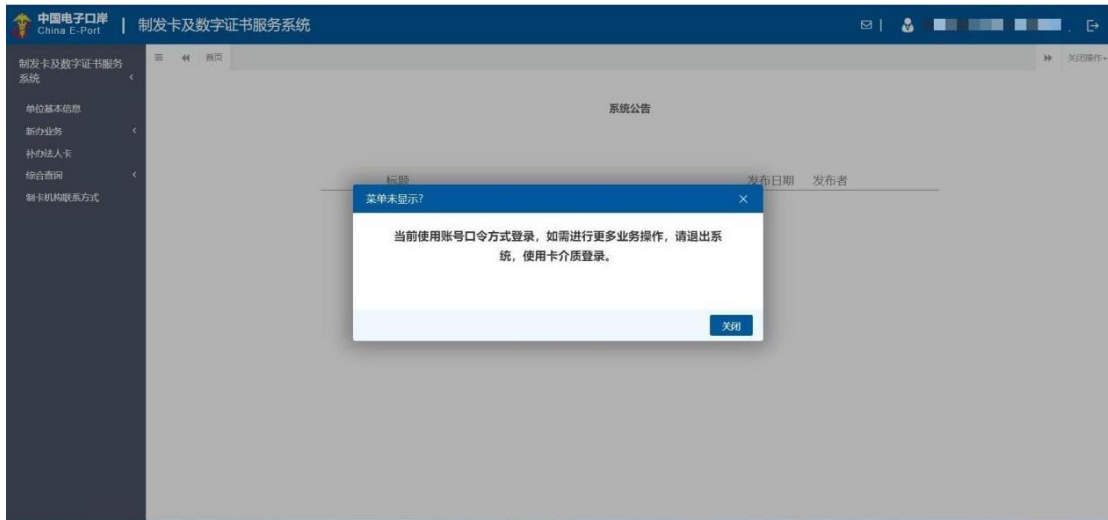 中国电子口岸
China E-Port
制发卡及数字证书服务系统
制发卡及数字证书服务
系统
首页
关闭操作
单位基本信息
新办业务
补办法人卡
综合查询
制卡机构联系方式
系统公告
标题
发布日期
发布者
菜单未显示?
当前使用账号口令方式登录,如需进行更多业务操作,请退出系
统,使用卡介质登录。
关闭